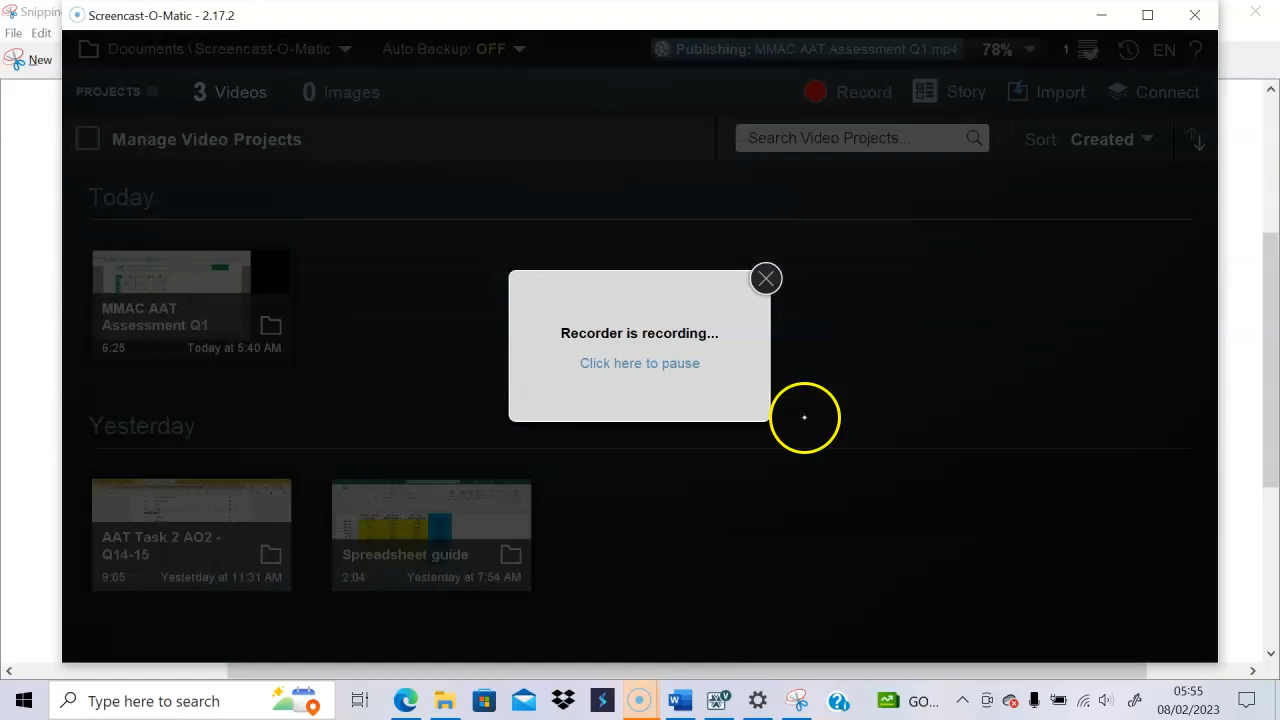 Snipping
Screencast-O-Matic - 2.17.2
File Edit
New
Documents \ Screencast-O-Matic
Auto Backup: OFF
Publishing: MMAC AAT Assessment Q1.mp4
78%
1
EN
?
PROJECTS
3 Videos
0 Images
Record
Story
Import
Connect
Manage Video Projects
Search Video Projects...
Sort: Created
Today
MMAC AAT
Assessment Q1
6:25 Today at 5:40 AM
Recorder is recording...
Click here to pause
Yesterday
AAT Task 2 AO2 -
Q14-15
9:05 Yesterday at 11:31 AM
Spreadsheet guide
2:04 Yesterday at 7:54 AM
Type here to search
GO...
05:55
08/02/2023